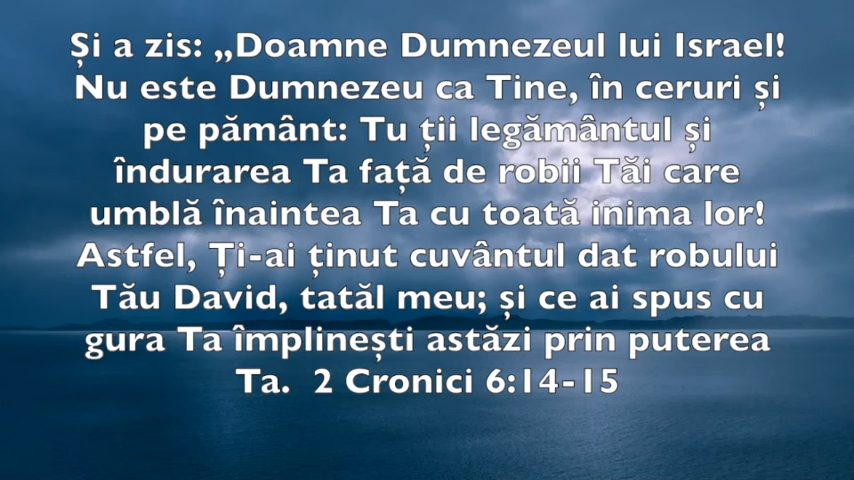 Și a zis: „Doamne Dumnezeul lui Israel!
Nu este Dumnezeu ca Tine, în ceruri și
pe pământ: Tu ții legământul și
îndurarea Ta față de robii Tăi care
umblă înaintea Ta cu toată inima lor!
Astfel, Ți-ai ținut cuvântul dat robului
Tău David, tatăl meu; și ce ai spus cu
gura Ta împlinești astăzi prin puterea
Ta.  2 Cronici 6:14-15